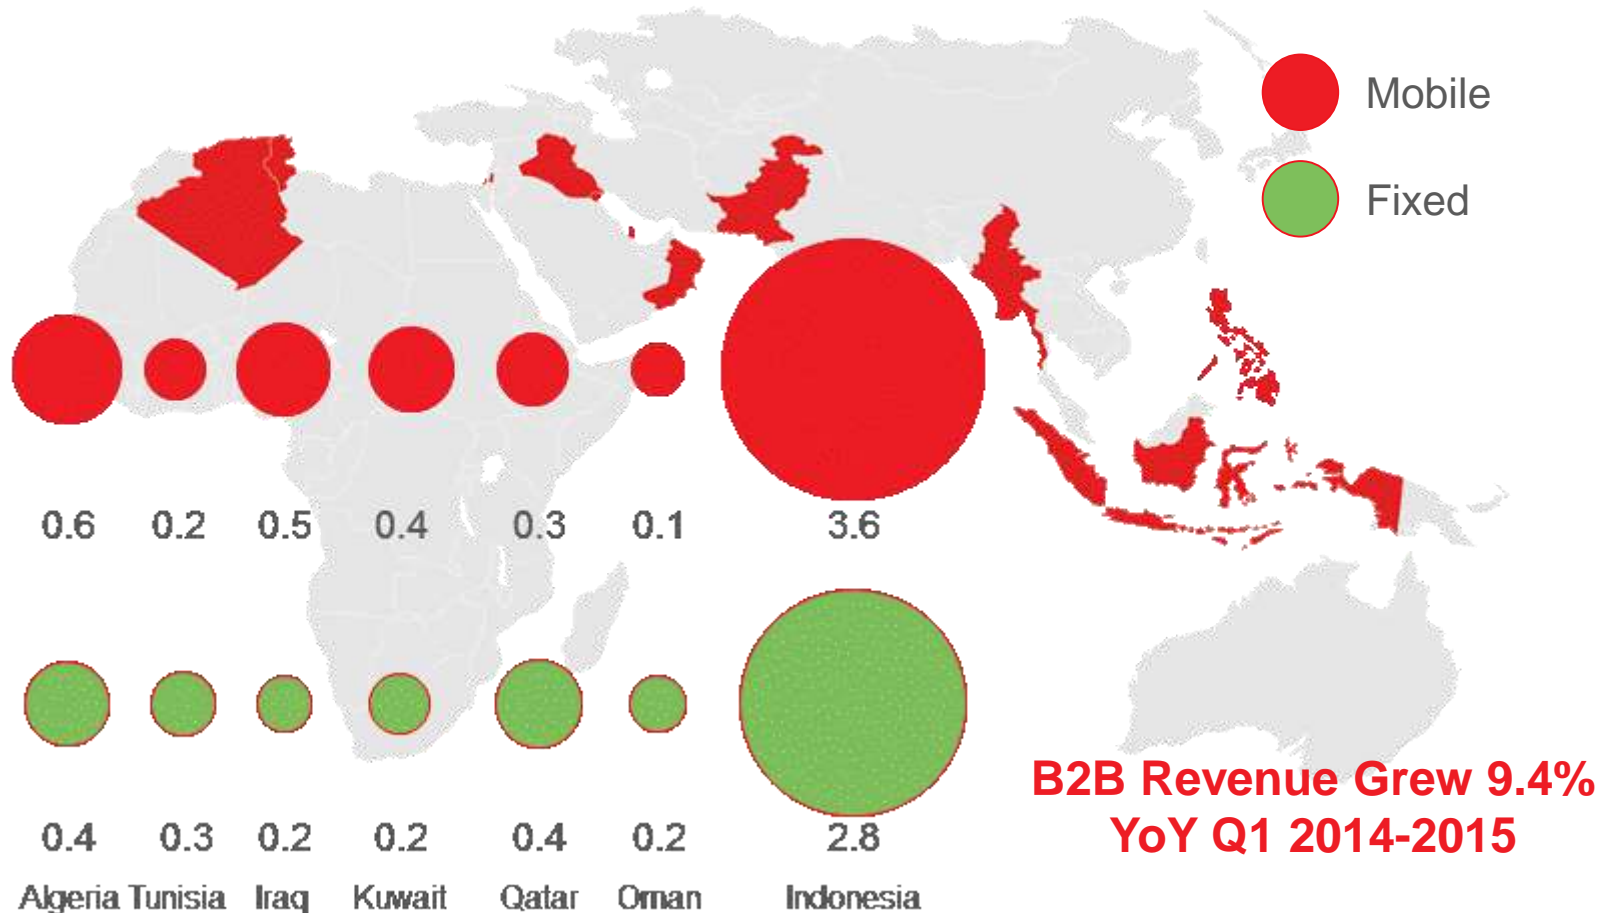 Mobile
Fixed
0.6 0.2 0.5 0.4 0.3 0.1 3.6
0.4 0.3 0.2 0.2 0.4 0.2 2.8
Algeria Tunisia Iraq Kuwait Qatar Oman Indonesia
B2B Revenue Grew 9.4%
YoY Q1 2014-2015